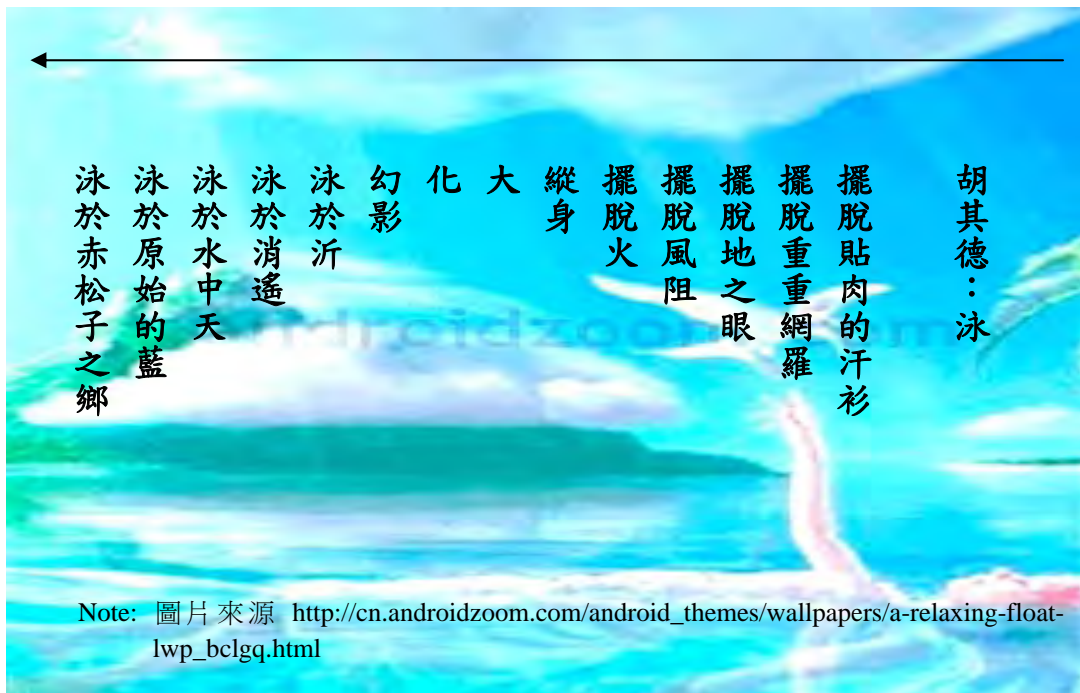 胡其德：泳
擺脫貼肉的汗衫
擺脫重重網羅
擺脫地之眼
擺脫風阻
擺脫火
縱身
大
化
幻影
泳於沂
泳於消遙
泳於水中天
泳於原始的藍
泳於赤松子之鄉
androidzoom.com
Note: 圖片來源 http://cn.androidzoom.com/android_themes/wallpapers/a-relaxing-float-
lwp_bclgq.html